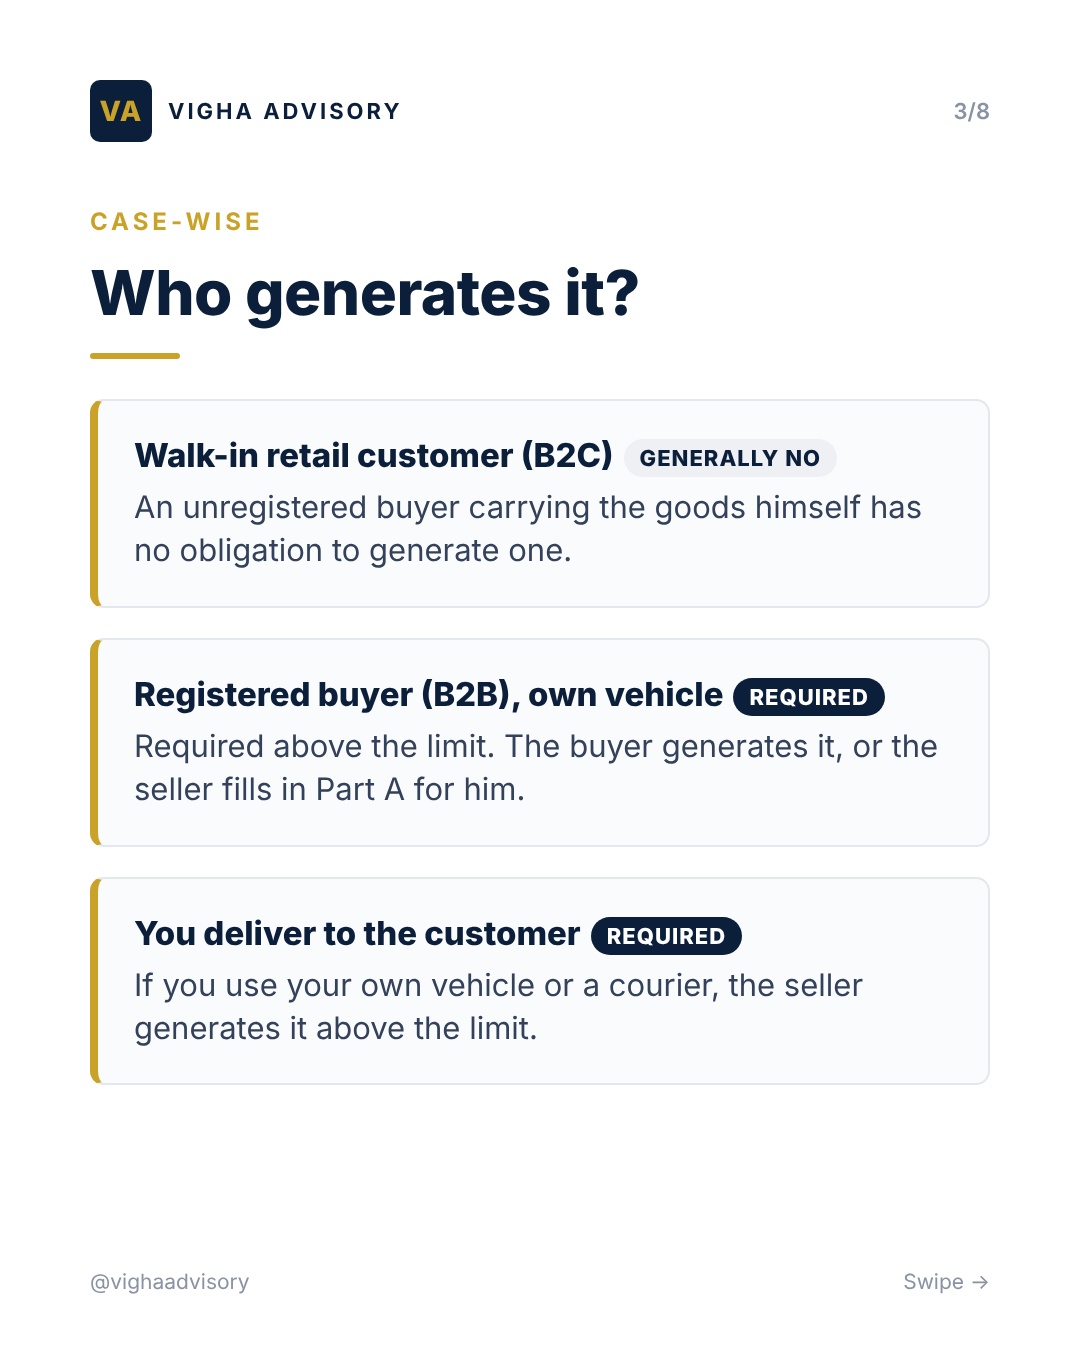 VA VIGHA ADVISORY 3/8
CASE-WISE
Who generates it?
Walk-in retail customer (B2C) GENERALLY NO
An unregistered buyer carrying the goods himself has
no obligation to generate one.
Registered buyer (B2B), own vehicle REQUIRED
Required above the limit. The buyer generates it, or the
seller fills in Part A for him.
You deliver to the customer REQUIRED
If you use your own vehicle or a courier, the seller
generates it above the limit.
@vighaadvisory Swipe →